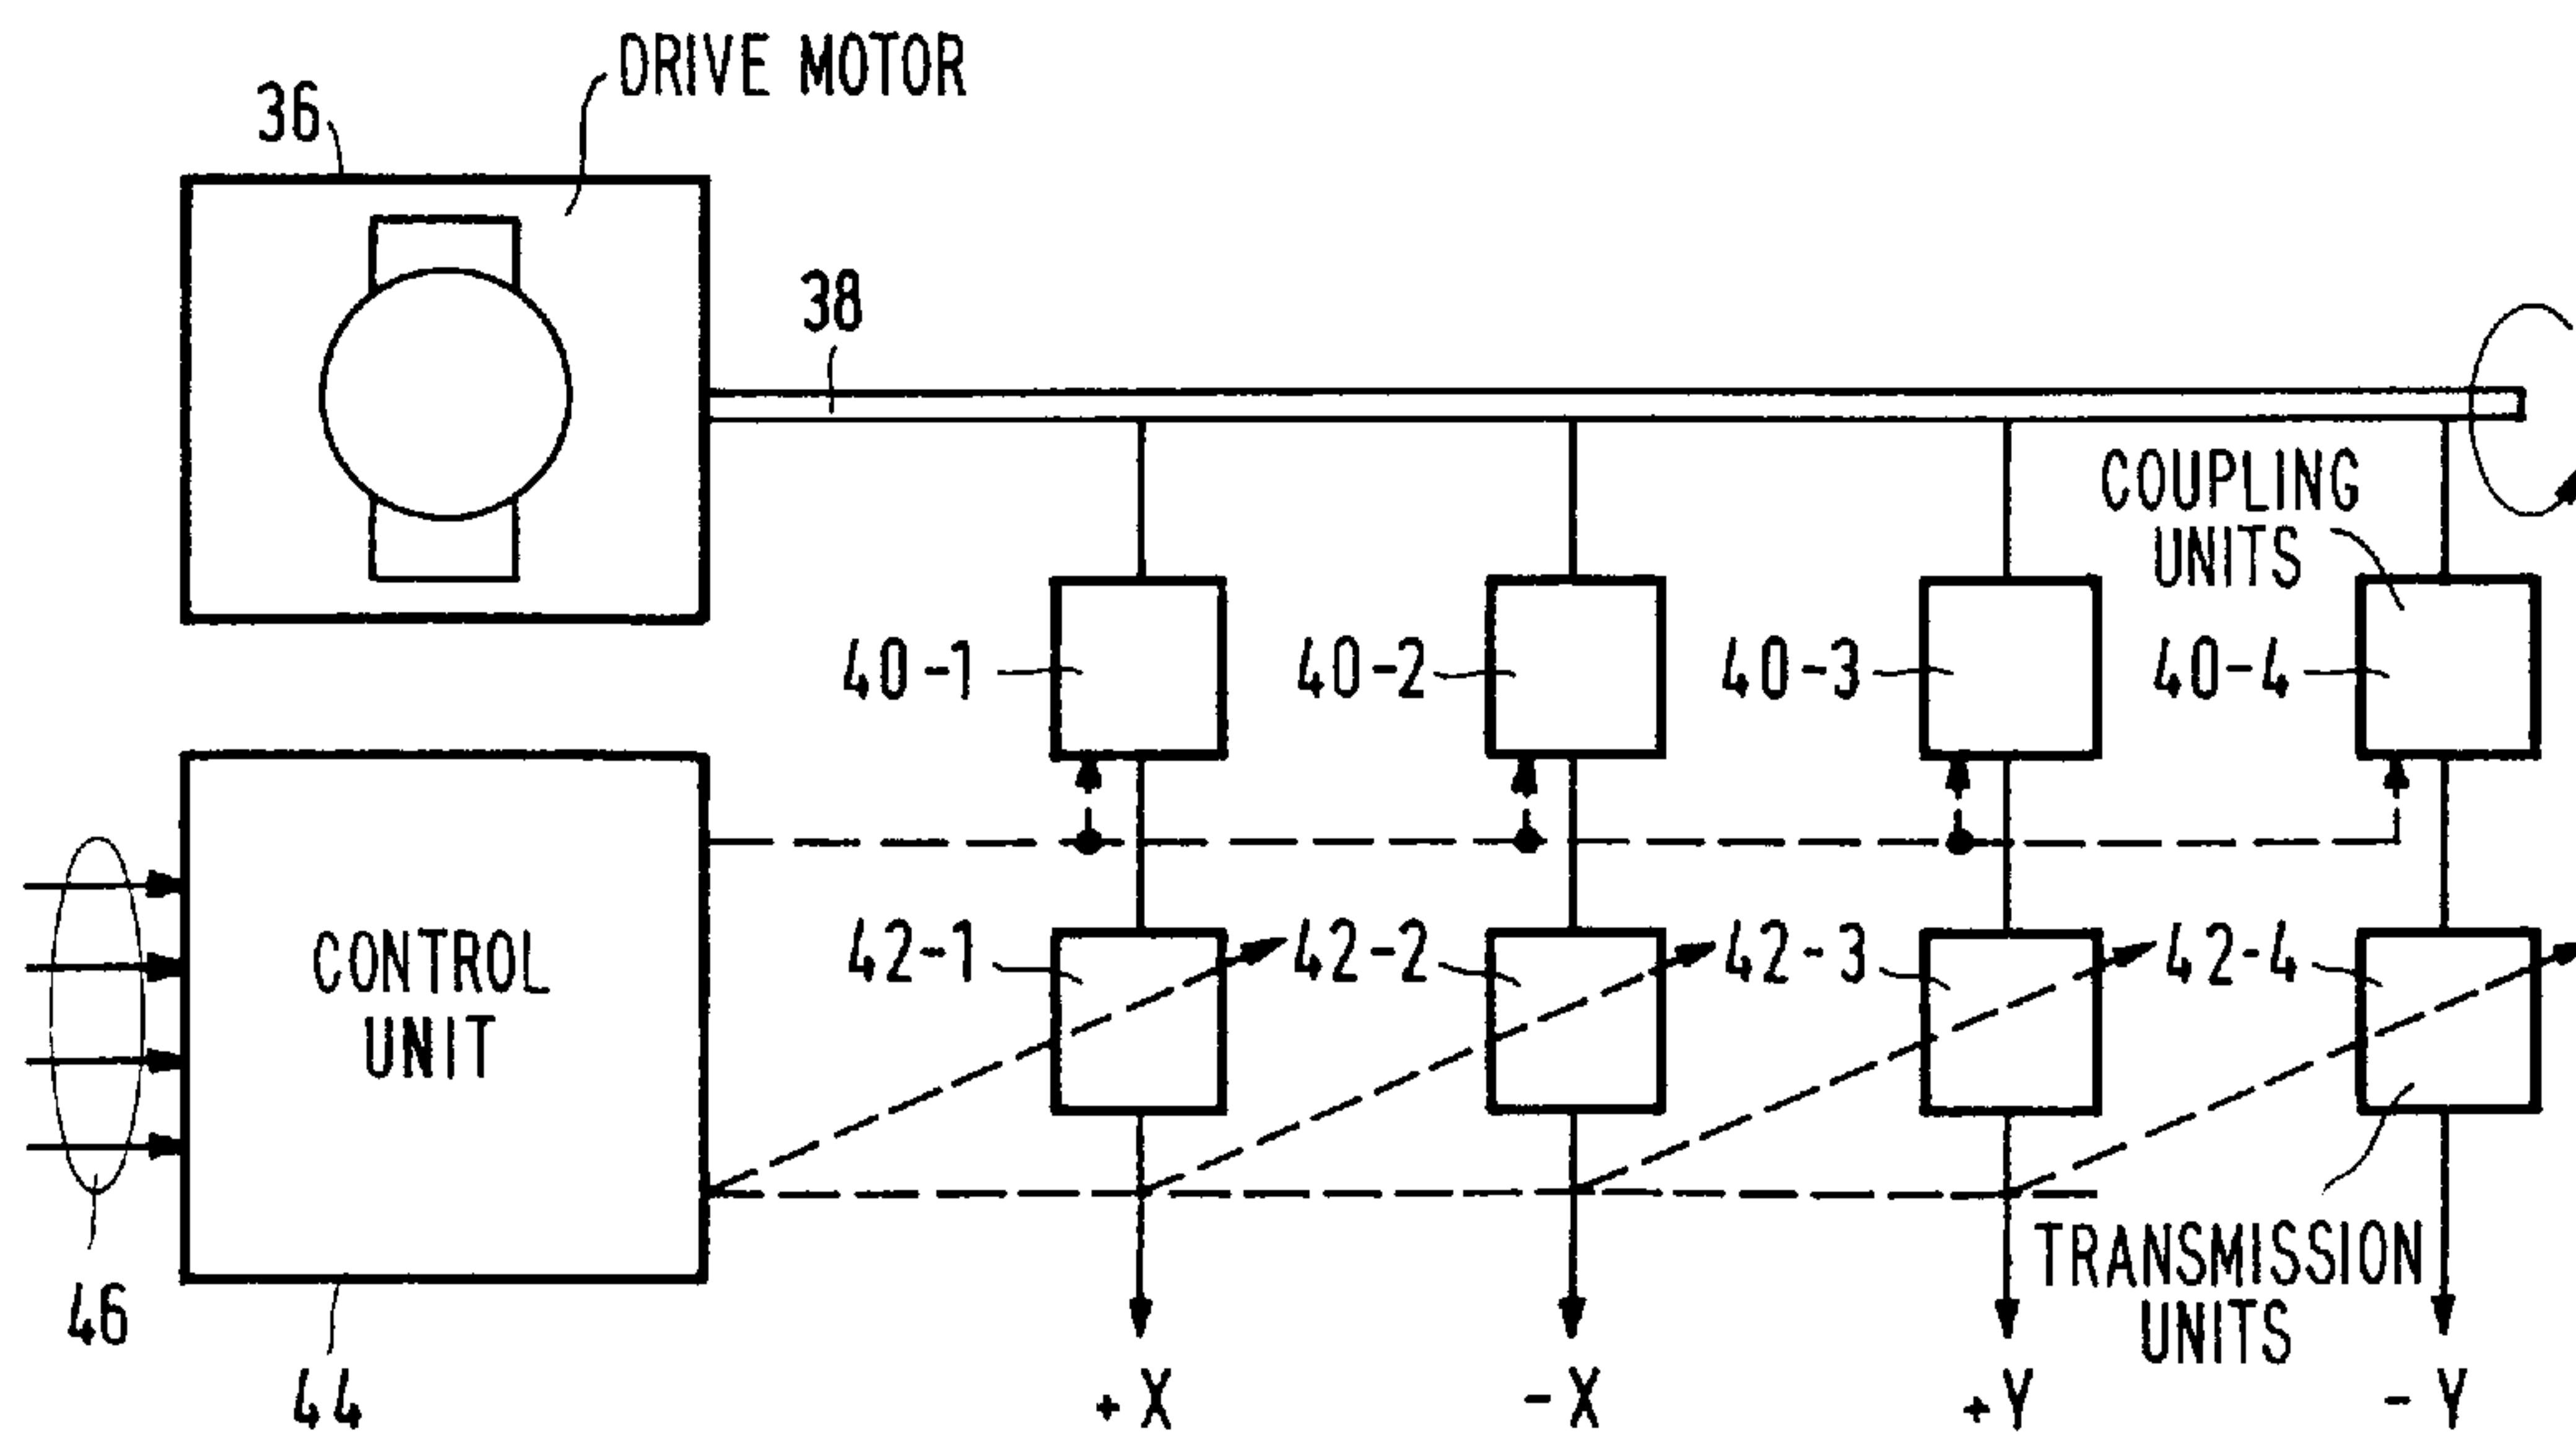 DRIVE MOTOR
36
38
COUPLING
UNITS
40-1
40-2
40-3
40-4
42-1
42-2
42-3
42-4
CONTROL
UNIT
TRANSMISSION
UNITS
46
44
+X
-X
+Y
-Y